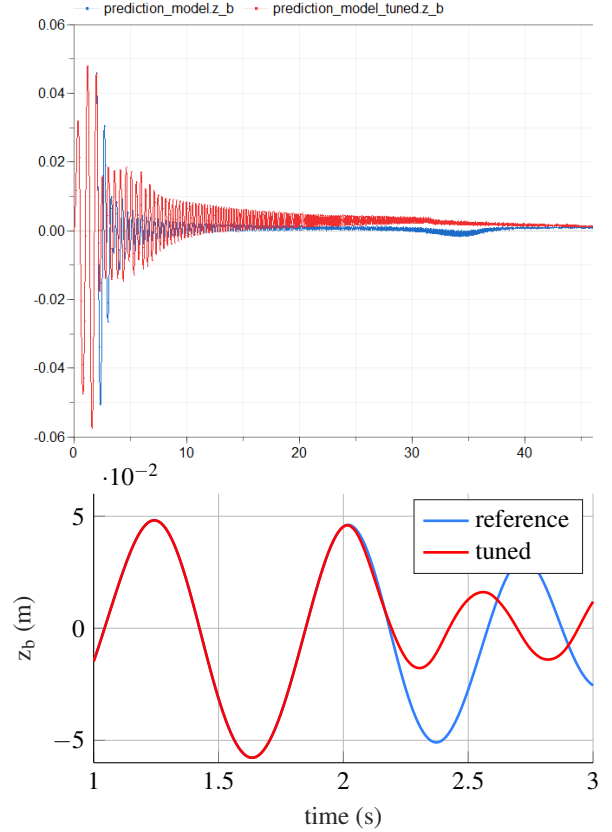 prediction_model.z_b prediction_model_tuned.z_b
0.06
0.04
0.02
0.00
-0.02
-0.04
-0.06
0 10 20 30 40
·10⁻²
reference
tuned
5
0
−5
z_b (m)
1 1.5 2 2.5 3
time (s)